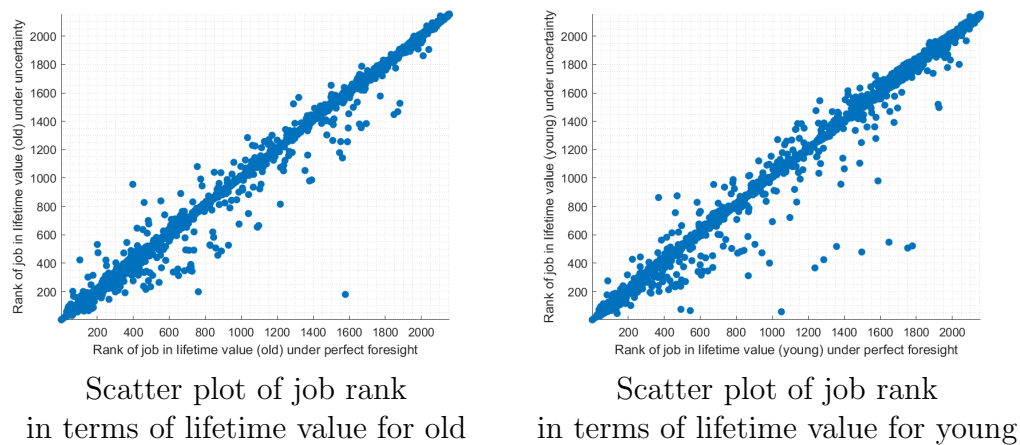 Rank of job in lifetime value (old) under uncertainty
2000
1800
1600
1400
1200
1000
800
600
400
200
200 400 600 800 1000 1200 1400 1600 1800 2000
Rank of job in lifetime value (old) under perfect foresight
Scatter plot of job rank
in terms of lifetime value for old
Rank of job in lifetime value (young) under uncertainty
2000
1800
1600
1400
1200
1000
800
600
400
200
200 400 600 800 1000 1200 1400 1600 1800 2000
Rank of job in lifetime value (young) under perfect foresight
Scatter plot of job rank
in terms of lifetime value for young